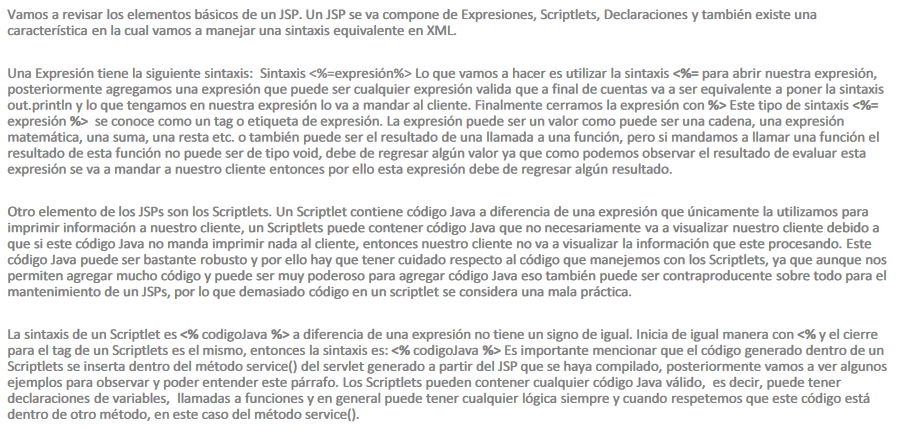 Vamos a revisar los elementos básicos de un JSP. Un JSP se va compone de Expresiones, Scriptlets, Declaraciones y también existe una
característica en la cual vamos a manejar una sintaxis equivalente en XML.
Una Expresión tiene la siguiente sintaxis:  Sintaxis <%=expresión%> Lo que vamos a hacer es utilizar la sintaxis <%= para abrir nuestra expresión,
posteriormente agregamos una expresión que puede ser cualquier expresión valida que a final de cuentas va a ser equivalente a poner la sintaxis
out.println y lo que tengamos en nuestra expresión lo va a mandar al cliente. Finalmente cerramos la expresión con %> Este tipo de sintaxis <%=
expresión %>  se conoce como un tag o etiqueta de expresión. La expresión puede ser un valor como puede ser una cadena, una expresión
matemática, una suma, una resta etc. o también puede ser el resultado de una llamada a una función, pero si mandamos a llamar una función el
resultado de esta función no puede ser de tipo void, debe de regresar algún valor ya que como podemos observar el resultado de evaluar esta
expresión se va a mandar a nuestro cliente entonces por ello esta expresión debe de regresar algún resultado.
Otro elemento de los JSPs son los Scriptlets. Un Scriptlet contiene código Java a diferencia de una expresión que únicamente la utilizamos para
imprimir información a nuestro cliente, un Scriptlets puede contener código Java que no necesariamente va a visualizar nuestro cliente debido a
que si este código Java no manda imprimir nada al cliente, entonces nuestro cliente no va a visualizar la información que este procesando. Este
código Java puede ser bastante robusto y por ello hay que tener cuidado respecto al código que manejemos con los Scriptlets, ya que aunque nos
permiten agregar mucho código y puede ser muy poderoso para agregar código Java eso también puede ser contraproducente sobre todo para el
mantenimiento de un JSPs, por lo que demasiado código en un scriptlet se considera una mala práctica.
La sintaxis de un Scriptlet es <% codigoJava %> a diferencia de una expresión no tiene un signo de igual. Inicia de igual manera con <% y el cierre
para el tag de un Scriptlets es el mismo, entonces la sintaxis es: <% codigoJava %> Es importante mencionar que el código generado dentro de un
Scriptlets se inserta dentro del método service() del servlet generado a partir del JSP que se haya compilado, posteriormente vamos a ver algunos
ejemplos para observar y poder entender este párrafo. Los Scriptlets pueden contener cualquier código Java válido,  es decir, puede tener
declaraciones de variables,  llamadas a funciones y en general puede tener cualquier lógica siempre y cuando respetemos que este código está
dentro de otro método, en este caso del método service().